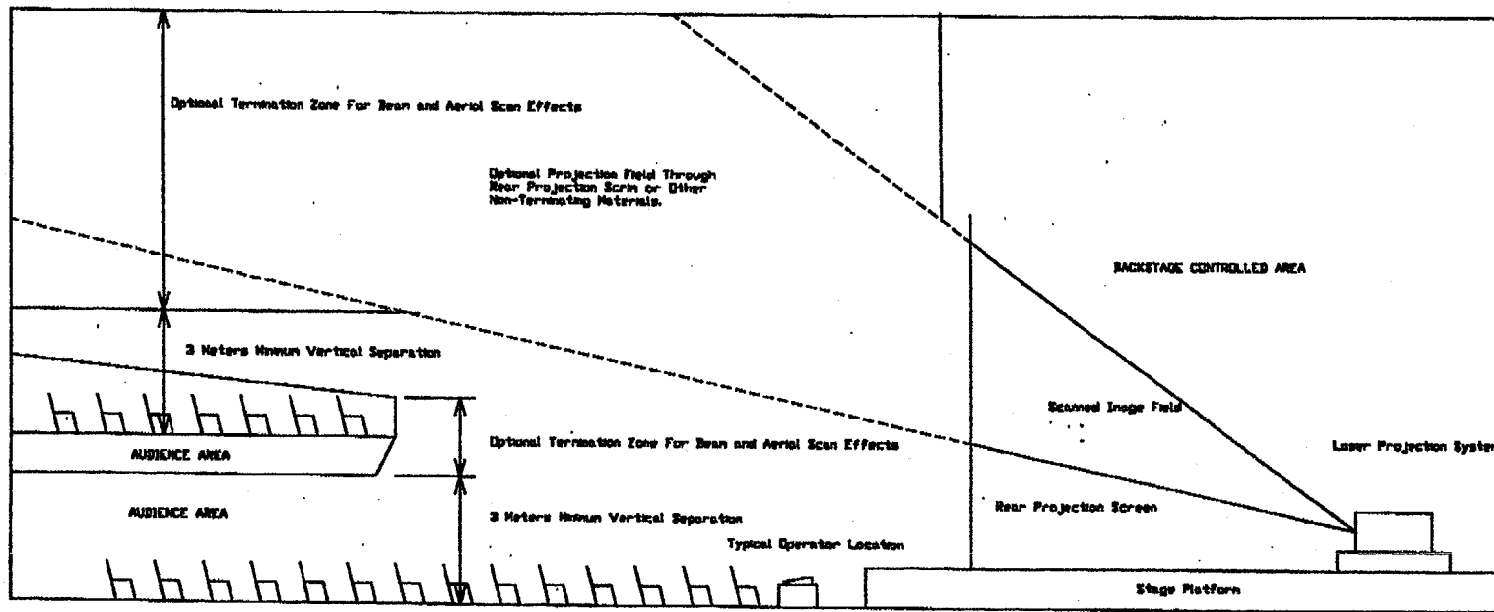 Optional Termination Zone For Beam and Aerial Scan Effects
Optional Projection Field Through
Rear Projection Scrim or Other
Non-Terminating Materials.
BACKSTAGE CONTROLLED AREA
3 Meters Minimum Vertical Separation
Scanned Image Field
Optional Termination Zone For Beam and Aerial Scan Effects
Laser Projection System
AUDIENCE AREA
Rear Projection Screen
AUDIENCE AREA
3 Meters Minimum Vertical Separation
Typical Operator Location
Stage Platform